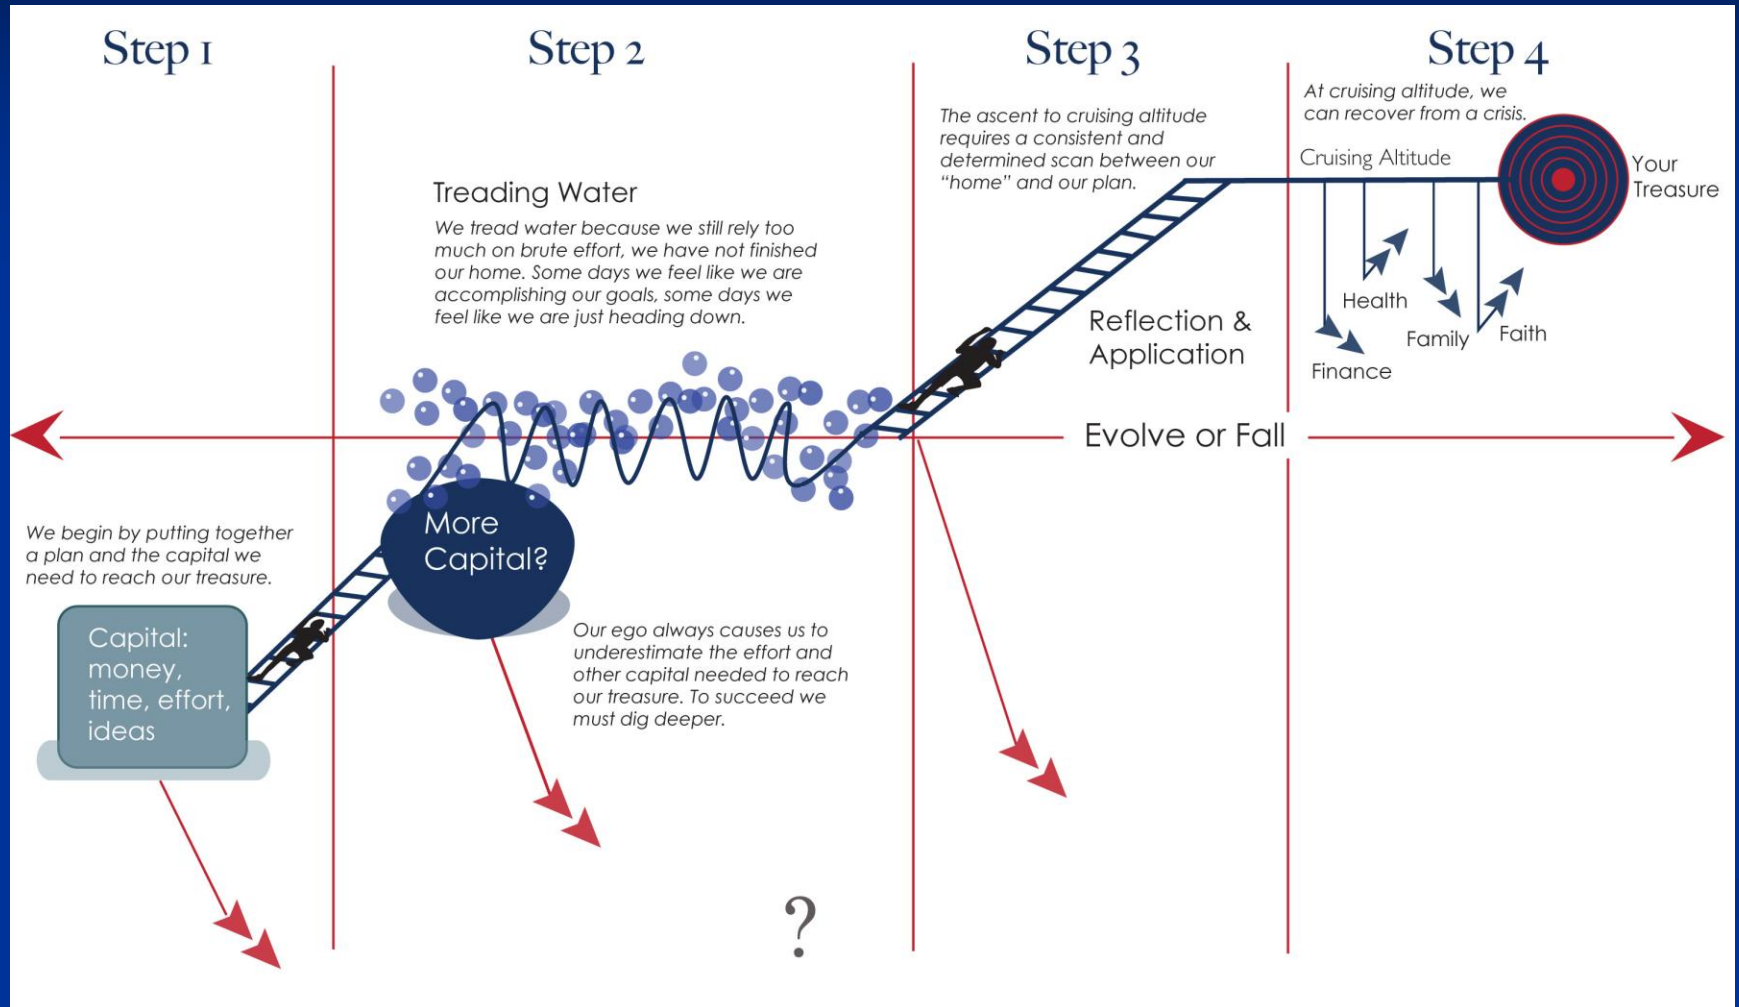 Step 1
We begin by putting together
a plan and the capital we
need to reach our treasure.
Capital:
money,
time, effort,
ideas
Step 2
Treading Water
We tread water because we still rely too
much on brute effort, we have not finished
our home. Some days we feel like we are
accomplishing our goals, some days we
feel like we are just heading down.
More
Capital?
Our ego always causes us to
underestimate the effort and
other capital needed to reach
our treasure. To succeed we
must dig deeper.
?
Step 3
The ascent to cruising altitude
requires a consistent and
determined scan between our
“home” and our plan.
Reflection &
Application
Evolve or Fall
Step 4
At cruising altitude, we
can recover from a crisis.
Cruising Altitude
Your
Treasure
Health
Family
Faith
Finance